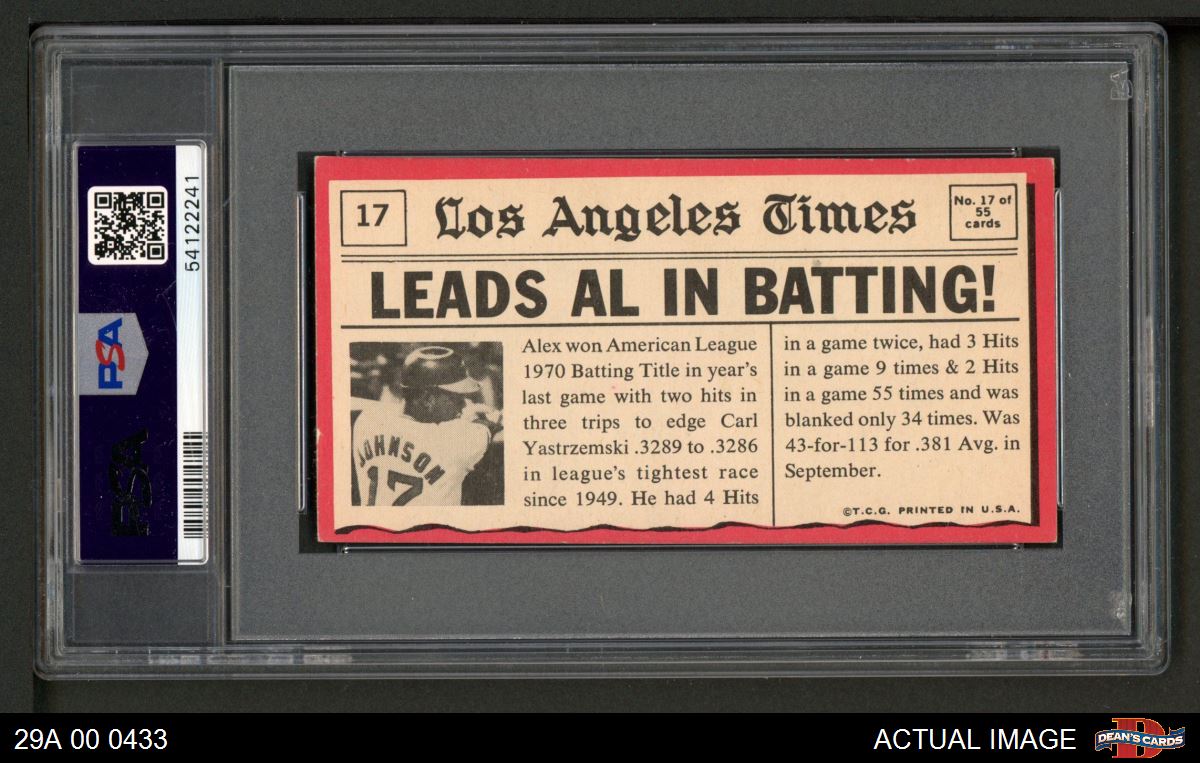 54122241
PSA
PSA
17
Los Angeles Times
No. 17 of
55
cards
LEADS AL IN BATTING!
JOHNSON
17
Alex won American League
1970 Batting Title in year's
last game with two hits in
three trips to edge Carl
Yastrzemski .3289 to .3286
in league's tightest race
since 1949. He had 4 Hits
in a game twice, had 3 Hits
in a game 9 times & 2 Hits
in a game 55 times and was
blanked only 34 times. Was
43-for-113 for .381 Avg. in
September.
©T.C.G. PRINTED IN U.S.A.
29A 00 0433
ACTUAL IMAGE
DEAN'S CARDS